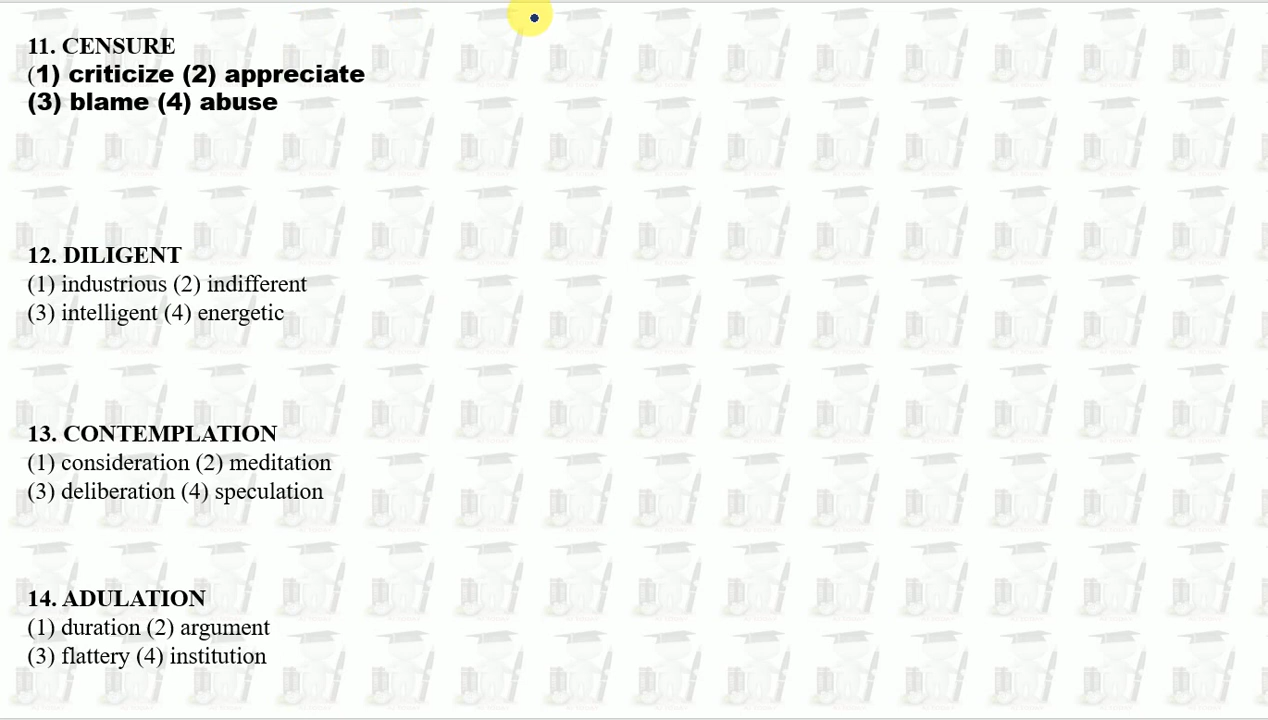 11. CENSURE
(1) criticize (2) appreciate
(3) blame (4) abuse
12. DILIGENT
(1) industrious (2) indifferent
(3) intelligent (4) energetic
13. CONTEMPLATION
(1) consideration (2) meditation
(3) deliberation (4) speculation
14. ADULATION
(1) duration (2) argument
(3) flattery (4) institution